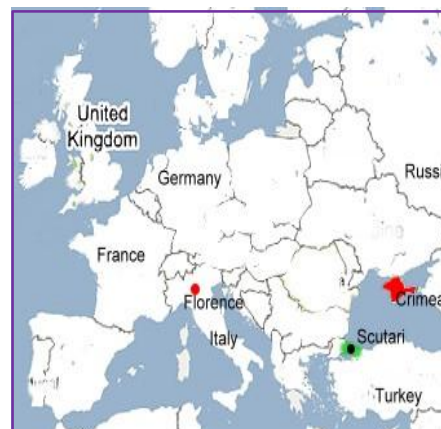 United
Kingdom
Germany
Russi
France
Crimea
Florence
Scutari
Italy
Turkey